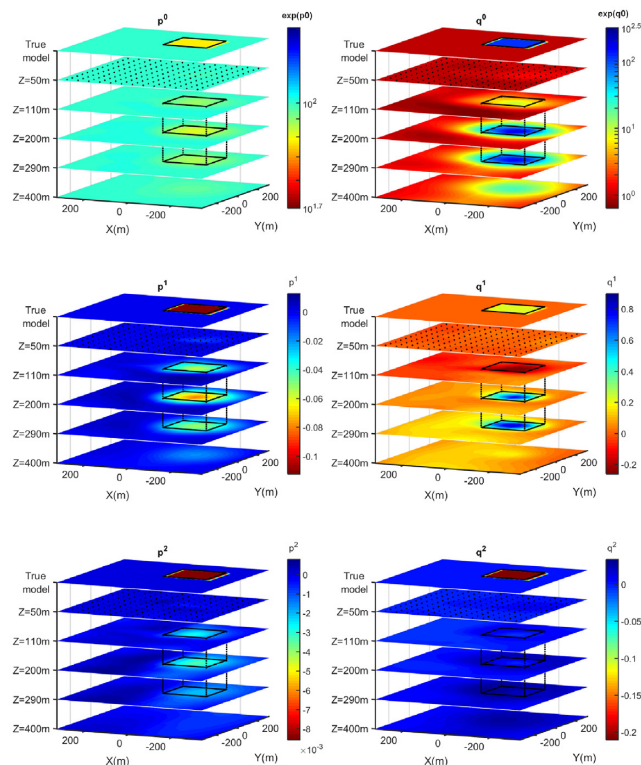 p⁰
exp(p0)
True
model
Z=50m
Z=110m
Z=200m
Z=290m
Z=400m
10²
10^1.7
200
0
-200
X(m)
-200
0
200
Y(m)
q⁰
exp(q0)
True
model
Z=50m
Z=110m
Z=200m
Z=290m
Z=400m
10^2.5
10²
10¹
10⁰
200
0
-200
X(m)
-200
0
200
Y(m)
p¹
p¹
True
model
Z=50m
Z=110m
Z=200m
Z=290m
Z=400m
0
-0.02
-0.04
-0.06
-0.08
-0.1
200
0
-200
X(m)
-200
0
200
Y(m)
q¹
q¹
True
model
Z=50m
Z=110m
Z=200m
Z=290m
Z=400m
0.8
0.6
0.4
0.2
0
-0.2
200
0
-200
X(m)
-200
0
200
Y(m)
p²
p²
True
model
Z=50m
Z=110m
Z=200m
Z=290m
Z=400m
0
-1
-2
-3
-4
-5
-6
-7
-8
×10⁻³
200
0
-200
X(m)
-200
0
200
Y(m)
q²
q²
True
model
Z=50m
Z=110m
Z=200m
Z=290m
Z=400m
0
-0.05
-0.1
-0.15
-0.2
200
0
-200
X(m)
-200
0
200
Y(m)